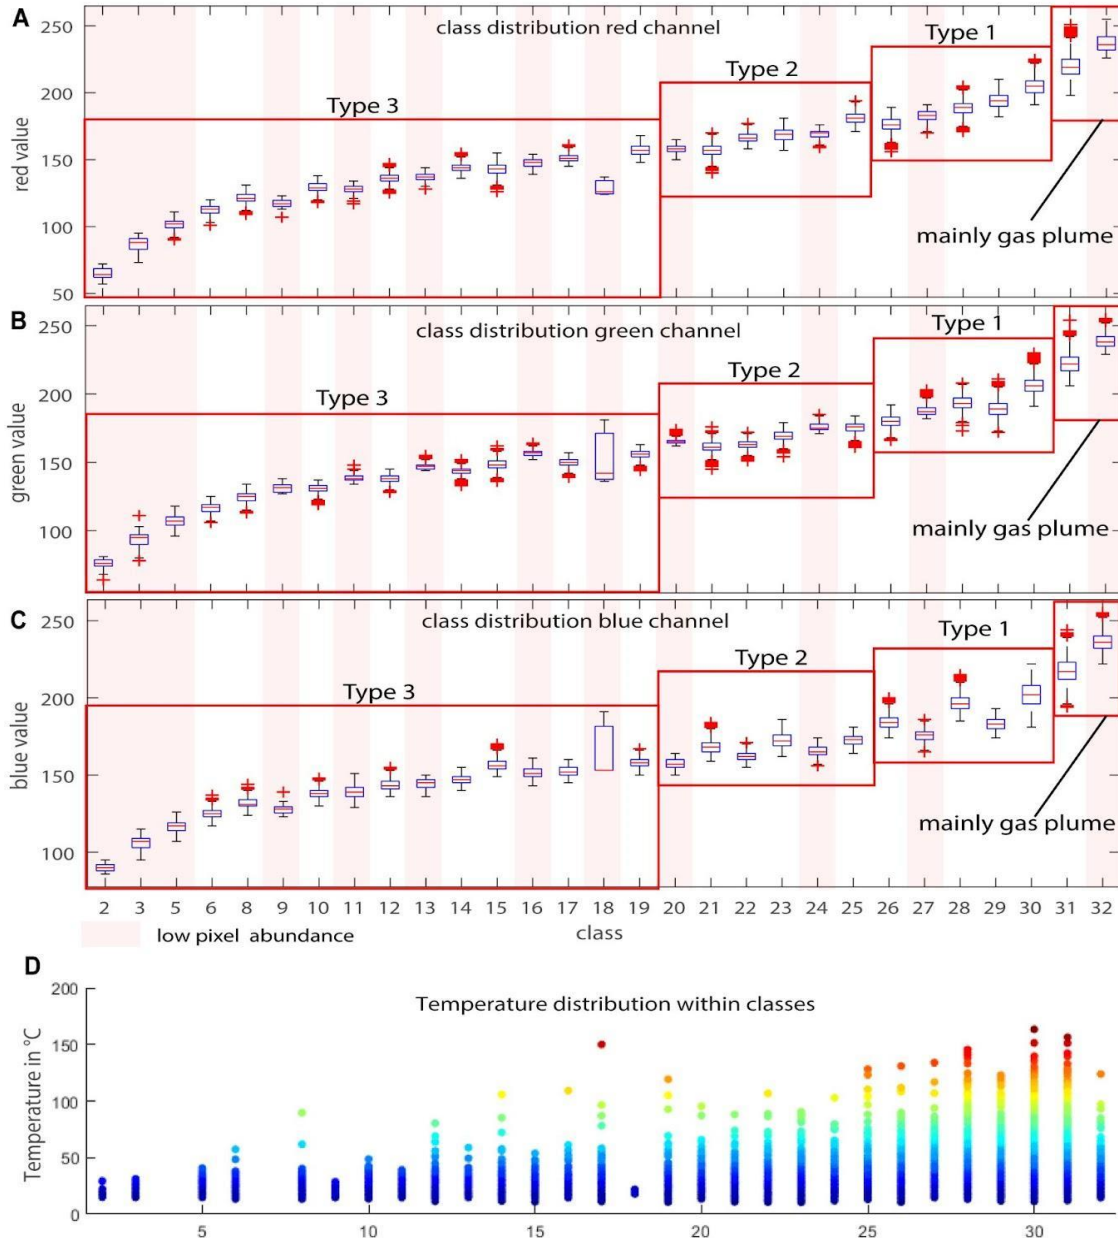 A
class distribution red channel
Type 3
Type 2
Type 1
mainly gas plume
red value
250
200
150
100
50
B
class distribution green channel
Type 3
Type 2
Type 1
mainly gas plume
green value
250
200
150
100
C
class distribution blue channel
Type 3
Type 2
Type 1
mainly gas plume
blue value
250
200
150
100
2 3 5 6 8 9 10 11 12 13 14 15 16 17 18 19 20 21 22 23 24 25 26 27 28 29 30 31 32
low pixel abundance
class
D
Temperature distribution within classes
Temperature in °C
200
150
100
50
0
5 10 15 20 25 30